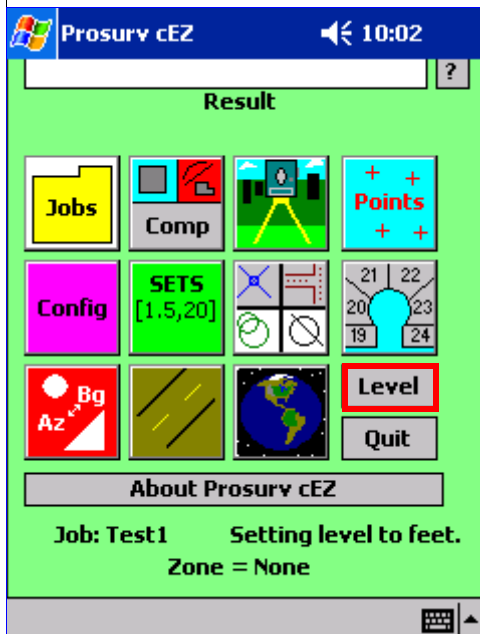 Prosurv cEZ 10:02
?
Result
Jobs
Comp
Points
Config
SETS
[1.5,20]
21 22
20 23
19 24
Bg
Az
Level
Quit
About Prosurv cEZ
Job: Test1 Setting level to feet.
Zone = None